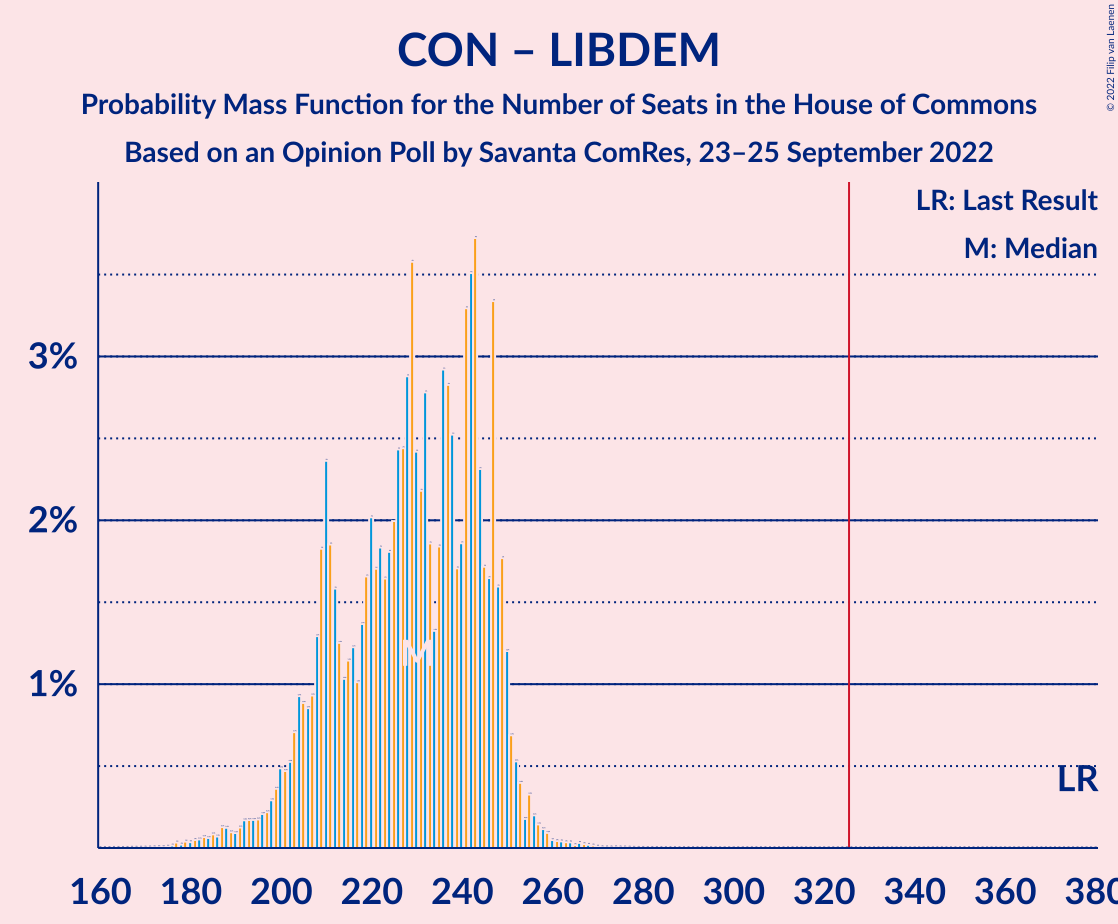 CON – LIBDEM
Probability Mass Function for the Number of Seats in the House of Commons
Based on an Opinion Poll by Savanta ComRes, 23–25 September 2022
© 2022 Filip van Laenen
LR: Last Result
M: Median
3%
2%
1%
M
LR
160 180 200 220 240 260 280 300 320 340 360 380